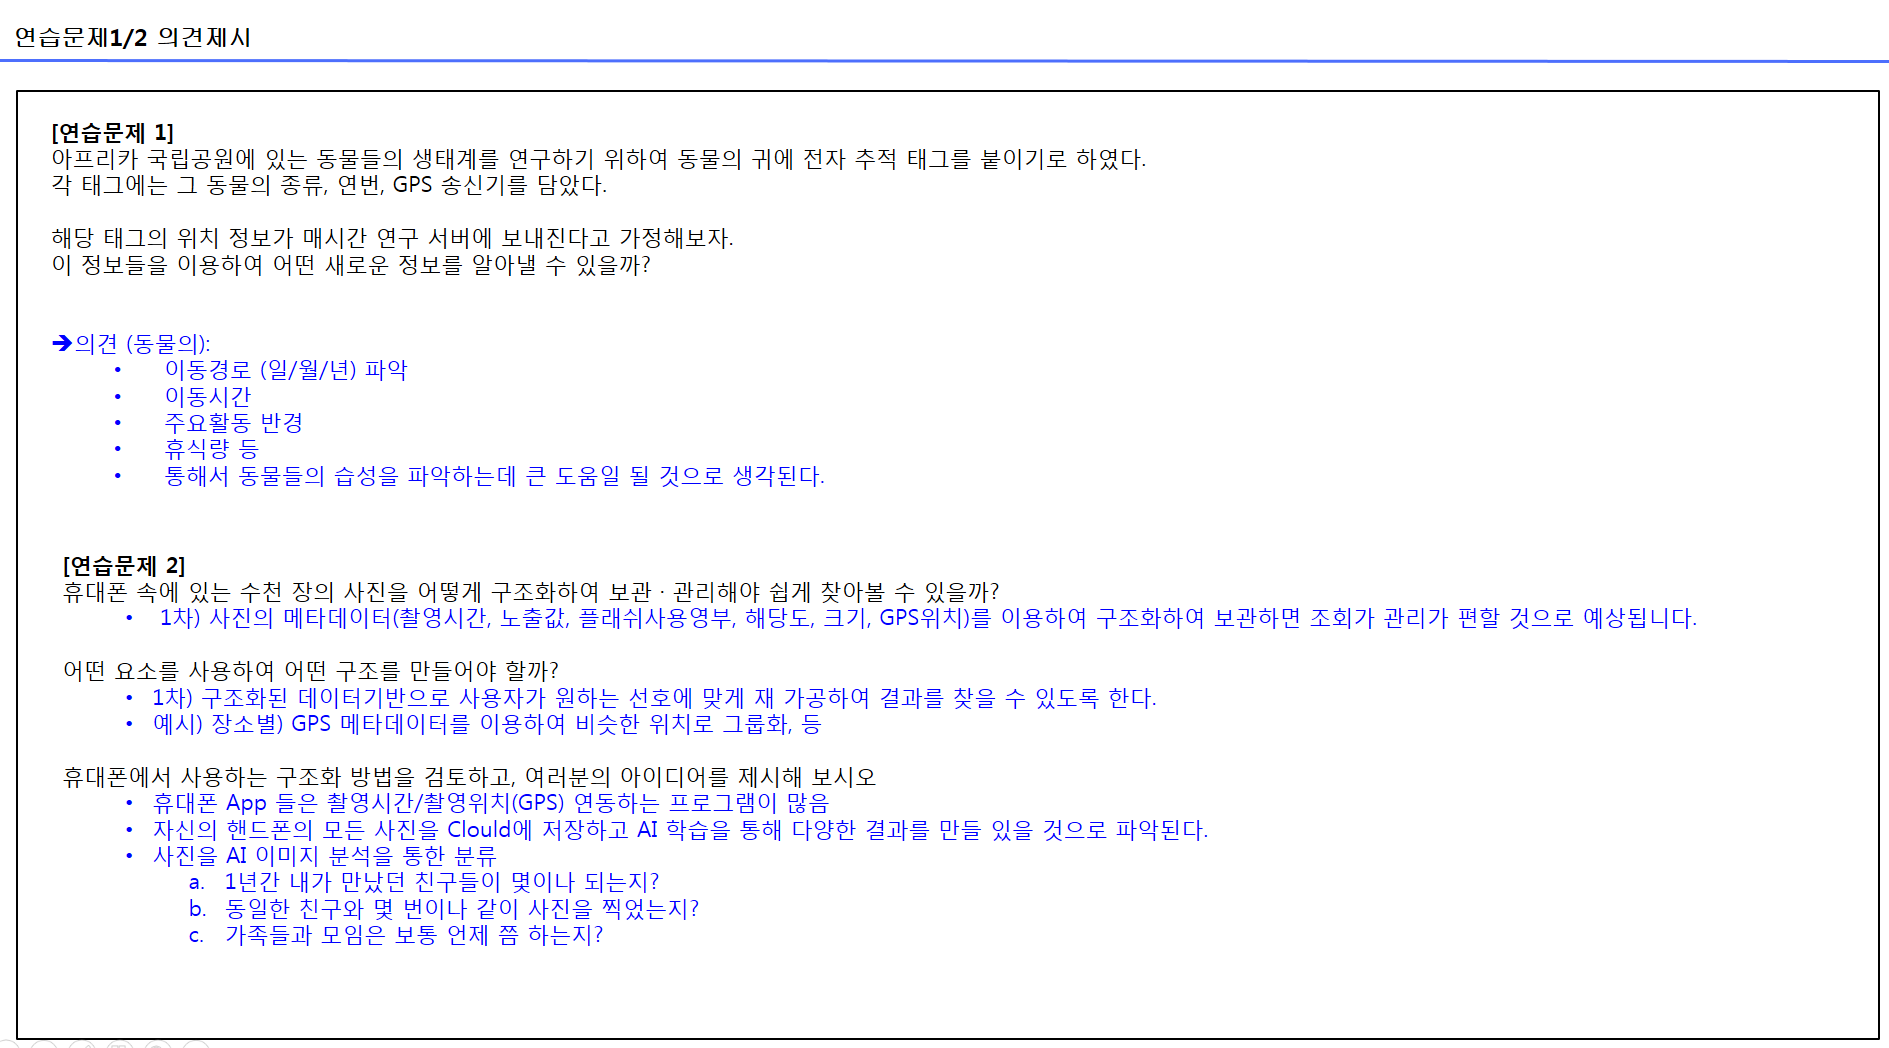 연습문제1/2 의견제시
[연습문제 1]
아프리카 국립공원에 있는 동물들의 생태계를 연구하기 위하여 동물의 귀에 전자 추적 태그를 붙이기로 하였다.
각 태그에는 그 동물의 종류, 연번, GPS 송신기를 담았다.
해당 태그의 위치 정보가 매시간 연구 서버에 보내진다고 가정해보자.
이 정보들을 이용하여 어떤 새로운 정보를 알아낼 수 있을까?
➔의견 (동물의):
• 이동경로 (일/월/년) 파악
• 이동시간
• 주요활동 반경
• 휴식량 등
• 통해서 동물들의 습성을 파악하는데 큰 도움일 될 것으로 생각된다.
[연습문제 2]
휴대폰 속에 있는 수천 장의 사진을 어떻게 구조화하여 보관 · 관리해야 쉽게 찾아볼 수 있을까?
• 1차) 사진의 메타데이터(촬영시간, 노출값, 플래쉬사용영부, 해당도, 크기, GPS위치)를 이용하여 구조화하여 보관하면 조회가 관리가 편할 것으로 예상됩니다.
어떤 요소를 사용하여 어떤 구조를 만들어야 할까?
• 1차) 구조화된 데이터기반으로 사용자가 원하는 선호에 맞게 재 가공하여 결과를 찾을 수 있도록 한다.
• 예시) 장소별) GPS 메타데이터를 이용하여 비슷한 위치로 그룹화, 등
휴대폰에서 사용하는 구조화 방법을 검토하고, 여러분의 아이디어를 제시해 보시오
• 휴대폰 App 들은 촬영시간/촬영위치(GPS) 연동하는 프로그램이 많음
• 자신의 핸드폰의 모든 사진을 Clould에 저장하고 AI 학습을 통해 다양한 결과를 만들 있을 것으로 파악된다.
• 사진을 AI 이미지 분석을 통한 분류
a. 1년간 내가 만났던 친구들이 몇이나 되는지?
b. 동일한 친구와 몇 번이나 같이 사진을 찍었는지?
c. 가족들과 모임은 보통 언제 쯤 하는지?